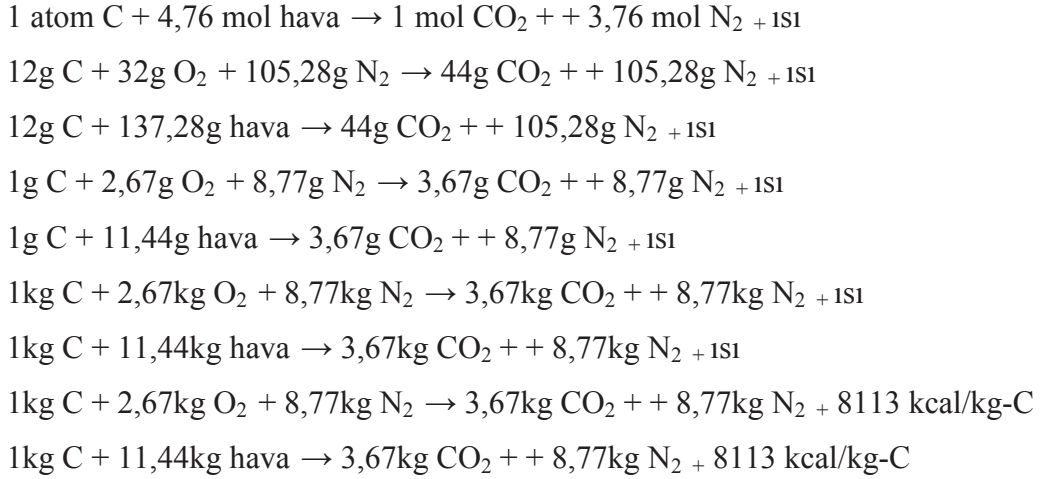 1 atom C + 4,76 mol hava → 1 mol CO₂ + + 3,76 mol N₂ + ısı
12g C + 32g O₂ + 105,28g N₂ → 44g CO₂ + + 105,28g N₂ + ısı
12g C + 137,28g hava → 44g CO₂ + + 105,28g N₂ + ısı
1g C + 2,67g O₂ + 8,77g N₂ → 3,67g CO₂ + + 8,77g N₂ + ısı
1g C + 11,44g hava → 3,67g CO₂ + + 8,77g N₂ + ısı
1kg C + 2,67kg O₂ + 8,77kg N₂ → 3,67kg CO₂ + + 8,77kg N₂ + ısı
1kg C + 11,44kg hava → 3,67kg CO₂ + + 8,77kg N₂ + ısı
1kg C + 2,67kg O₂ + 8,77kg N₂ → 3,67kg CO₂ + + 8,77kg N₂ + 8113 kcal/kg-C
1kg C + 11,44kg hava → 3,67kg CO₂ + + 8,77kg N₂ + 8113 kcal/kg-C